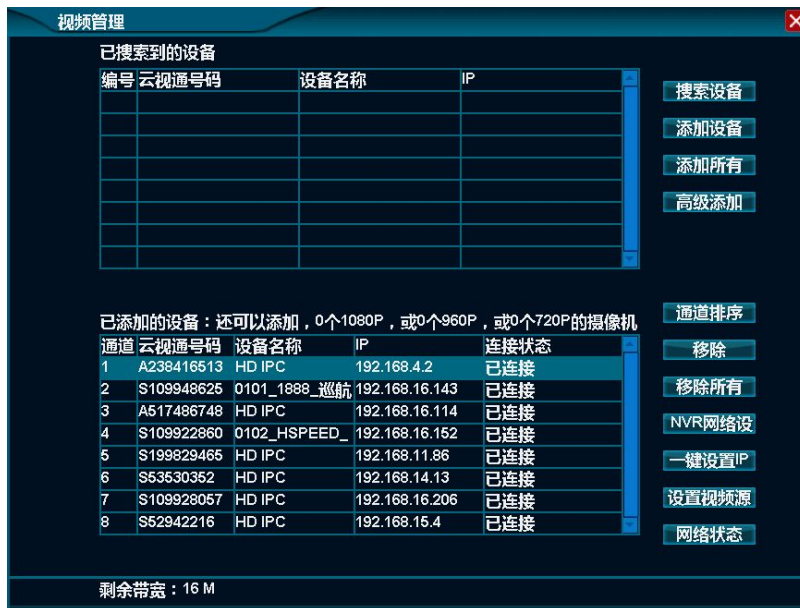 视频管理
已搜索到的设备
编号 云视通号码 设备名称 IP
搜索设备
添加设备
添加所有
高级添加
已添加的设备：还可以添加，0个1080P，或0个960P，或0个720P的摄像机
通道 云视通号码 设备名称 IP 连接状态
1 A238416513 HD IPC 192.168.4.2 已连接
2 S109948625 0101_1888_巡航 192.168.16.143 已连接
3 A517486748 HD IPC 192.168.16.114 已连接
4 S109922860 0102_HSPEED_ 192.168.16.152 已连接
5 S199829465 HD IPC 192.168.11.86 已连接
6 S53530352 HD IPC 192.168.14.13 已连接
7 S109928057 HD IPC 192.168.16.206 已连接
8 S52942216 HD IPC 192.168.15.4 已连接
通道排序
移除
移除所有
NVR网络设
一键设置IP
设置视频源
网络状态
剩余带宽：16 M